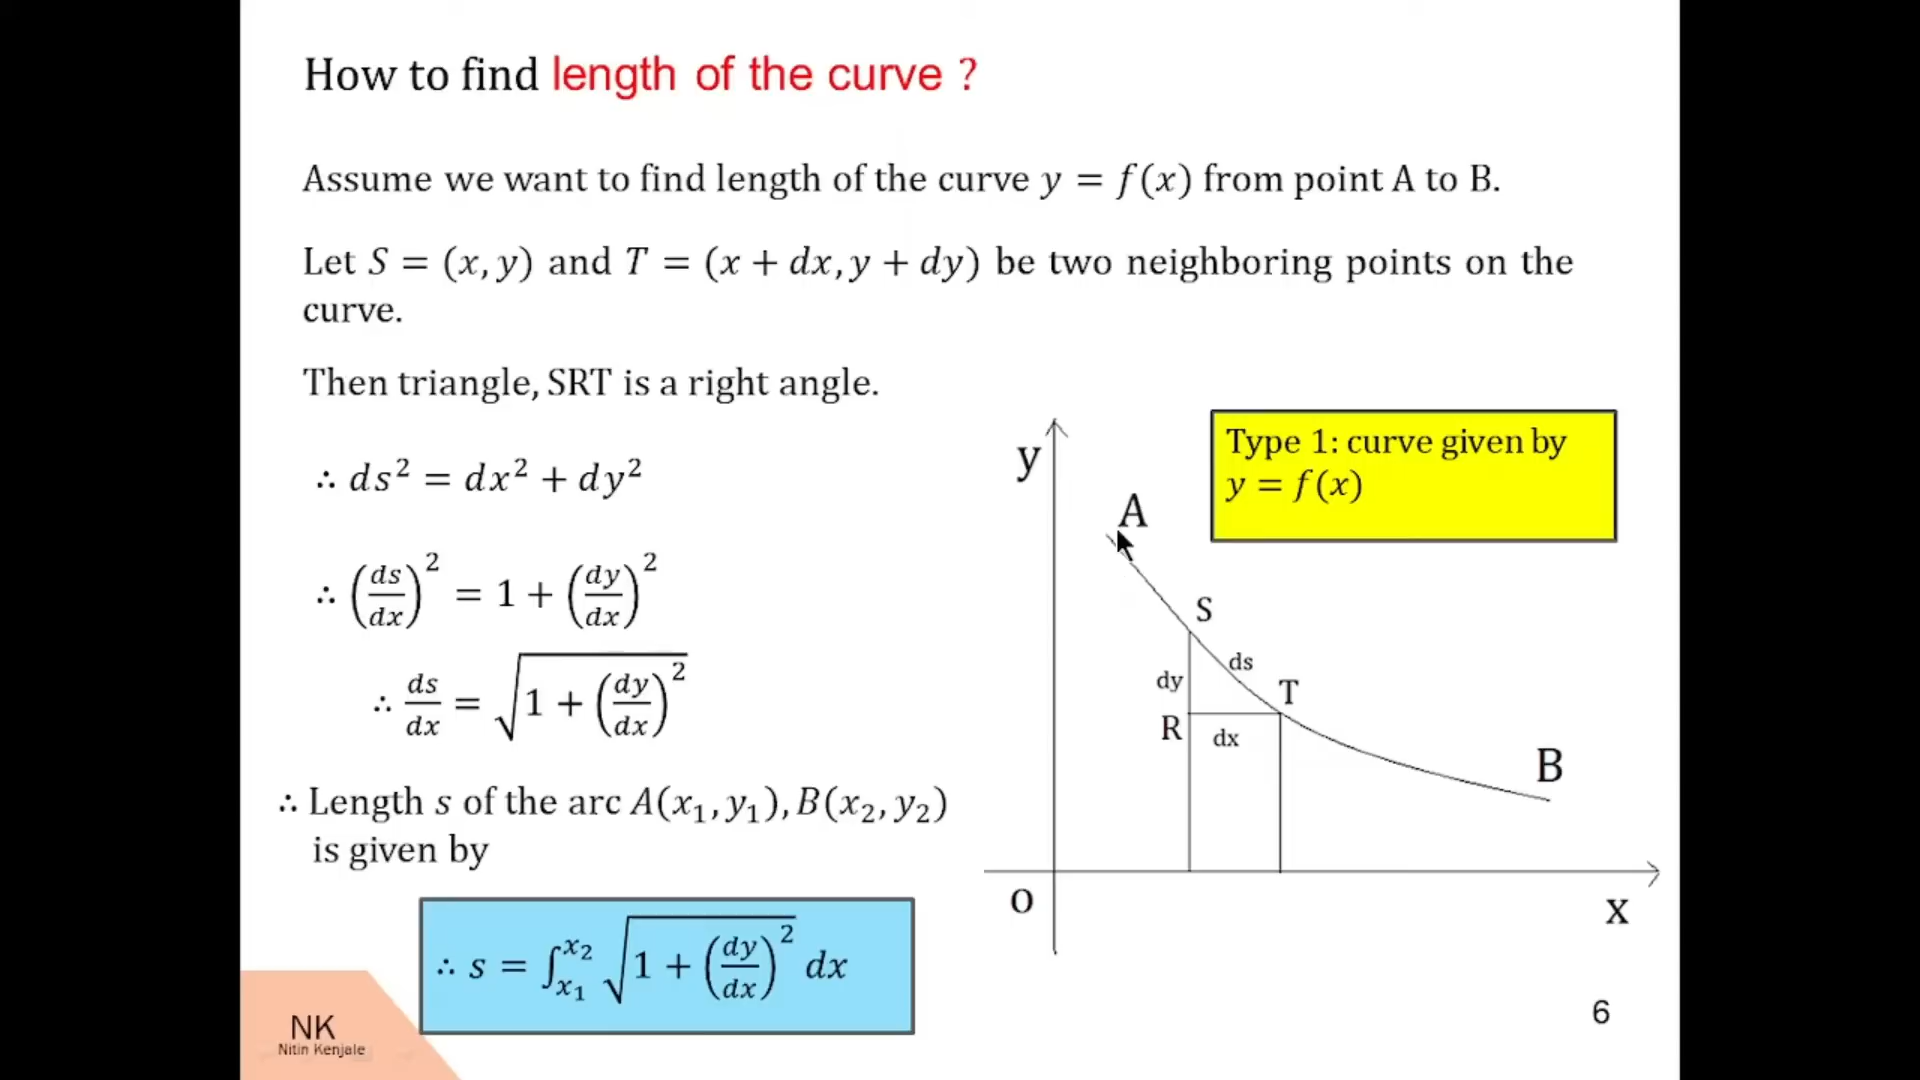 How to find length of the curve ?
Assume we want to find length of the curve y = f(x) from point A to B.
Let S = (x, y) and T = (x + dx, y + dy) be two neighboring points on the
curve.
Then triangle, SRT is a right angle.
∴ ds² = dx² + dy²
∴ (ds/dx)² = 1 + (dy/dx)²
∴ ds/dx = √(1 + (dy/dx)²)
∴ Length s of the arc A(x₁, y₁), B(x₂, y₂)
is given by
∴ s = ∫ₓ₁ˣ² √(1 + (dy/dx)²) dx
Type 1: curve given by
y = f(x)
y
A
S
ds
dy
T
R
dx
B
O
x
NK
Nitin Kenjale
6